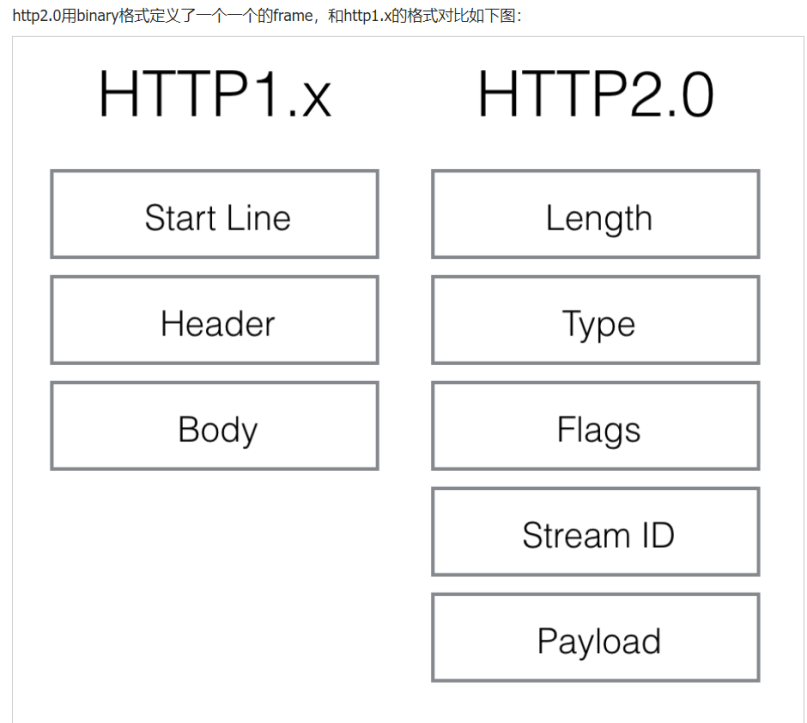 http2.0用binary格式定义了一个一个的frame，和http1.x的格式对比如下图：
HTTP1.x
HTTP2.0
Start Line
Length
Header
Type
Body
Flags
Stream ID
Payload